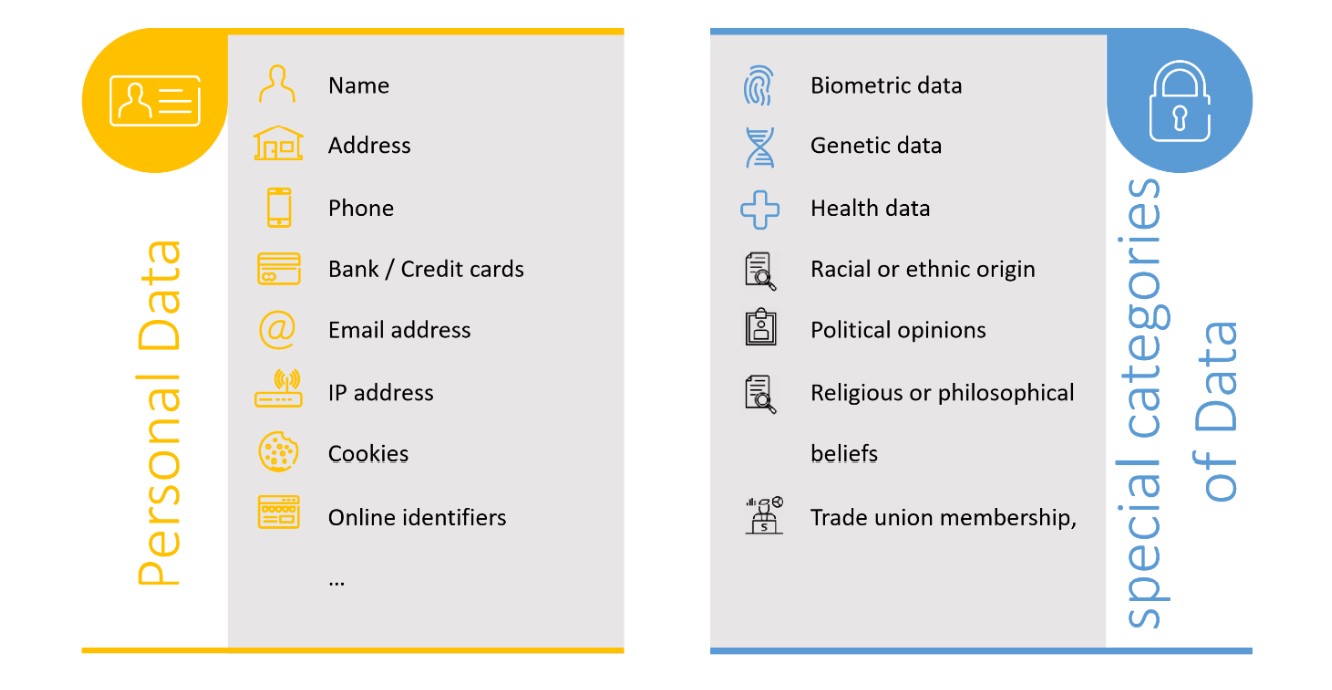 Personal Data
Name
Address
Phone
Bank / Credit cards
Email address
IP address
Cookies
Online identifiers
...
special categories
of Data
Biometric data
Genetic data
Health data
Racial or ethnic origin
Political opinions
Religious or philosophical
beliefs
Trade union membership,
S